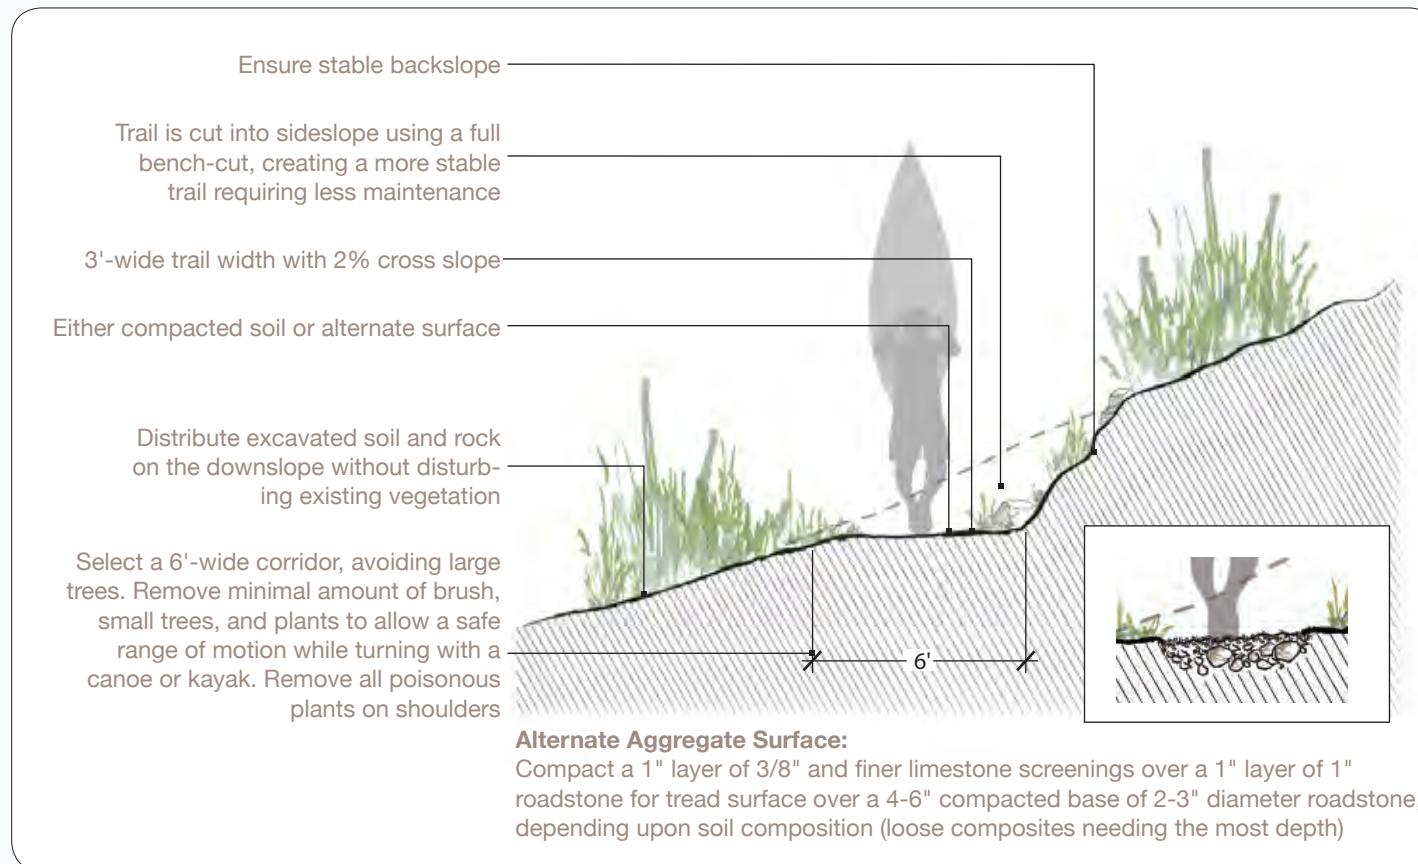 Ensure stable backslope
Trail is cut into sideslope using a full
bench-cut, creating a more stable
trail requiring less maintenance
3'-wide trail width with 2% cross slope
Either compacted soil or alternate surface
Distribute excavated soil and rock
on the downslope without disturb-
ing existing vegetation
Select a 6'-wide corridor, avoiding large
trees. Remove minimal amount of brush,
small trees, and plants to allow a safe
range of motion while turning with a
canoe or kayak. Remove all poisonous
plants on shoulders
6'
Alternate Aggregate Surface:
Compact a 1" layer of 3/8" and finer limestone screenings over a 1" layer of 1"
roadstone for tread surface over a 4-6" compacted base of 2-3" diameter roadstone,
depending upon soil composition (loose composites needing the most depth)